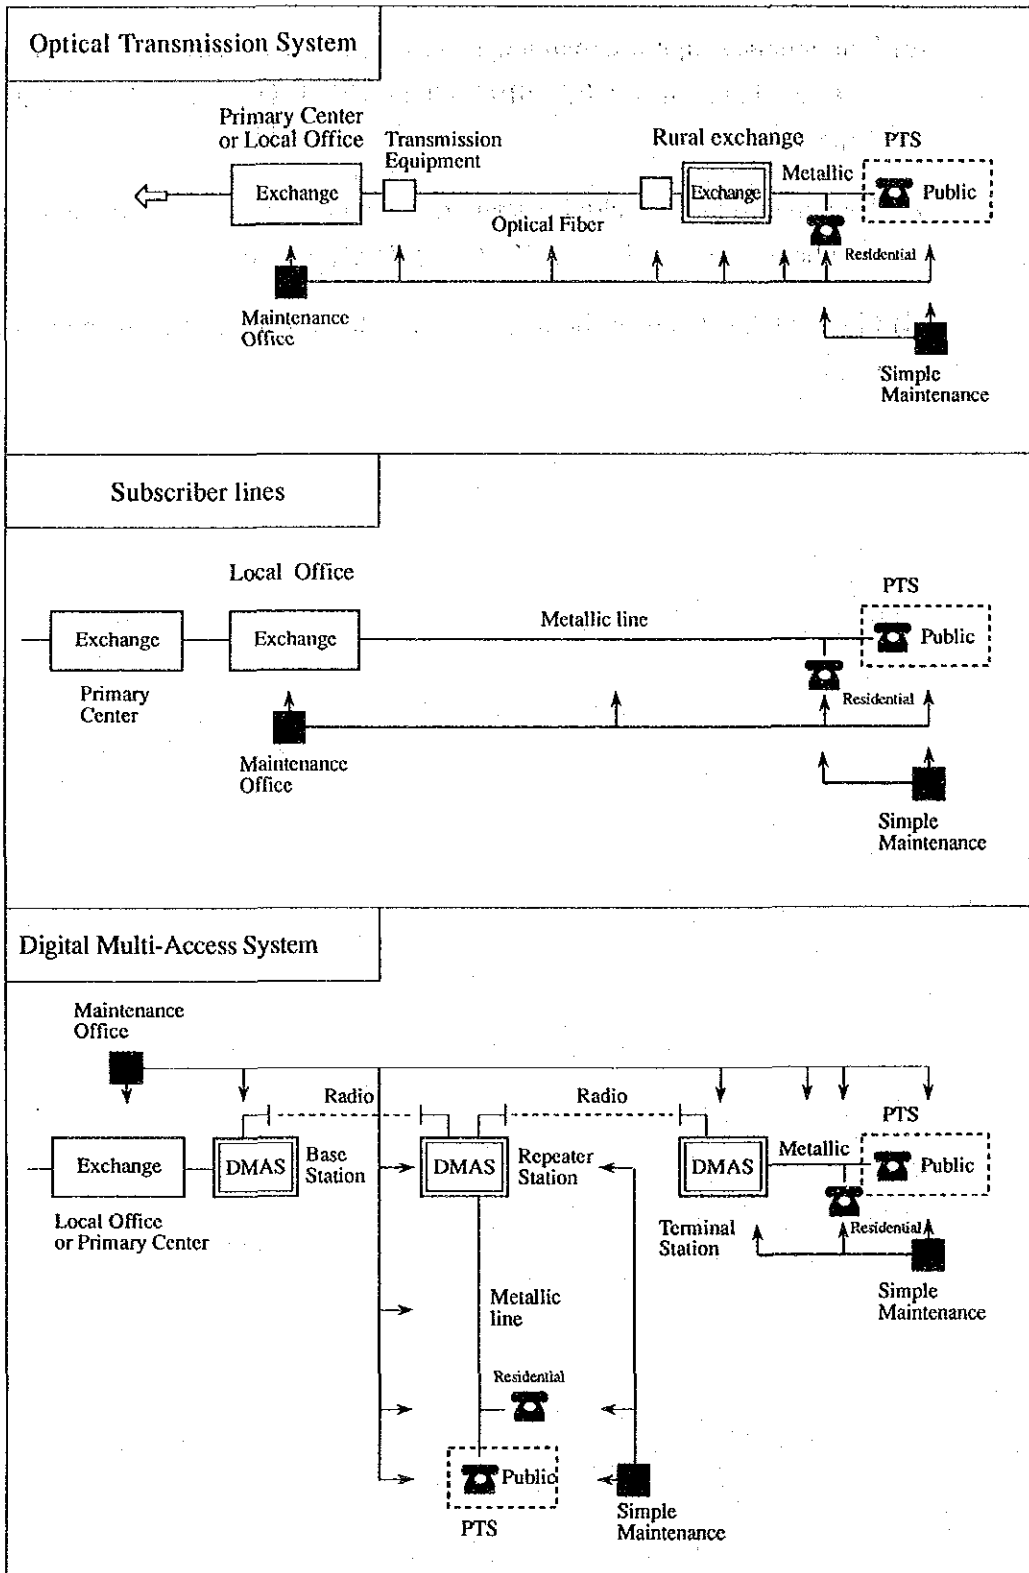 Optical Transmission System
Primary Center
or Local Office
Transmission
Equipment
Rural exchange
PTS
Exchange
Exchange
Metallic
Public
Optical Fiber
Residential
Maintenance
Office
Simple
Maintenance
Subscriber lines
Local Office
PTS
Exchange
Exchange
Metallic line
Public
Primary
Center
Residential
Maintenance
Office
Simple
Maintenance
Digital Multi-Access System
Maintenance
Office
Radio
Radio
PTS
Exchange
DMAS
Base
Station
DMAS
Repeater
Station
DMAS
Metallic
Public
Local Office
or Primary Center
Terminal
Station
Residential
Simple
Maintenance
Metallic
line
Residential
Public
PTS
Simple
Maintenance